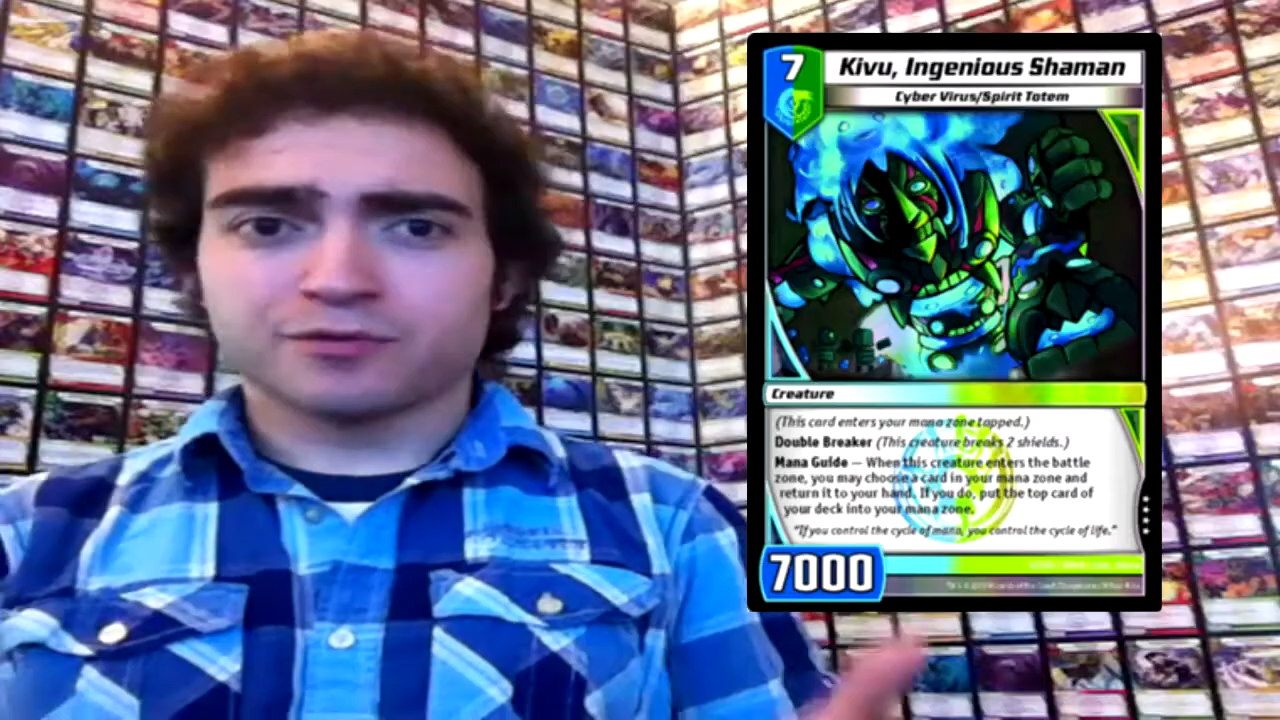 7
Kivu, Ingenious Shaman
Cyber Virus/Spirit Totem
Creature
(This card enters your mana zone tapped.)
Double Breaker (This creature breaks 2 shields.)
Mana Guide — When this creature enters the battle
zone, you may choose a card in your mana zone and
return it to your hand. If you do, put the top card of
your deck into your mana zone.
"If you control the cycle of mana, you control the cycle of life."
7000